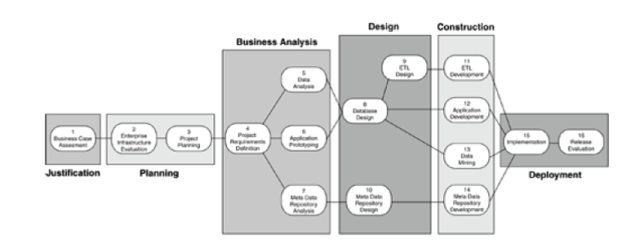 Design
Construction
Business Analysis
9
ETL
Design
11
ETL
Development
5
Data
Analysis
8
Database
Design
12
Application
Development
1
Business Case
Assessment
2
Enterprise
Infrastructure
Evaluation
3
Project
Planning
4
Project
Requirements
Definition
6
Application
Prototyping
13
Data
Mining
15
Implementation
16
Release
Evaluation
Justification
Planning
Deployment
7
Meta Data
Repository
Analysis
10
Meta Data
Repository
Design
14
Meta Data
Repository
Development